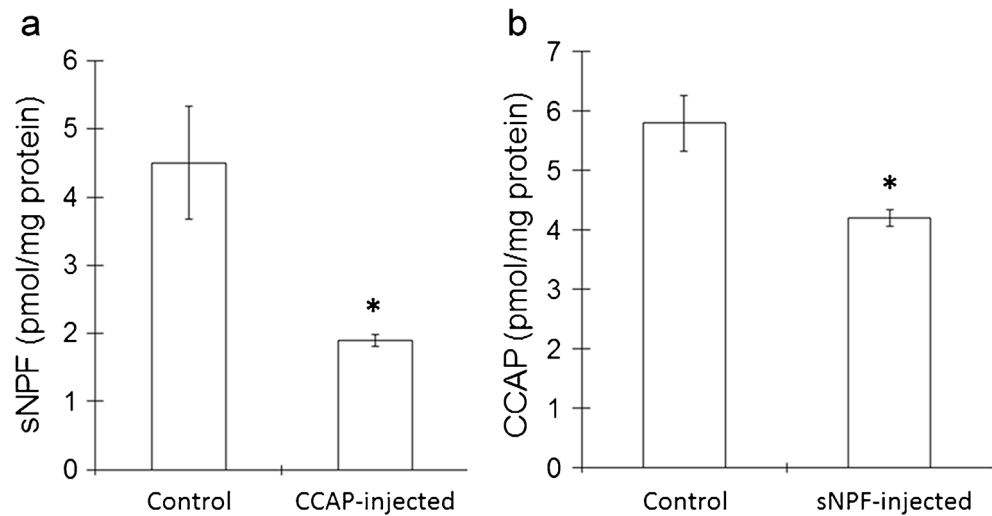 a
sNPF (pmol/mg protein)
6
5
4
3
2
1
0
*
Control CCAP-injected
b
CCAP (pmol/mg protein)
7
6
5
4
3
2
1
0
*
Control sNPF-injected